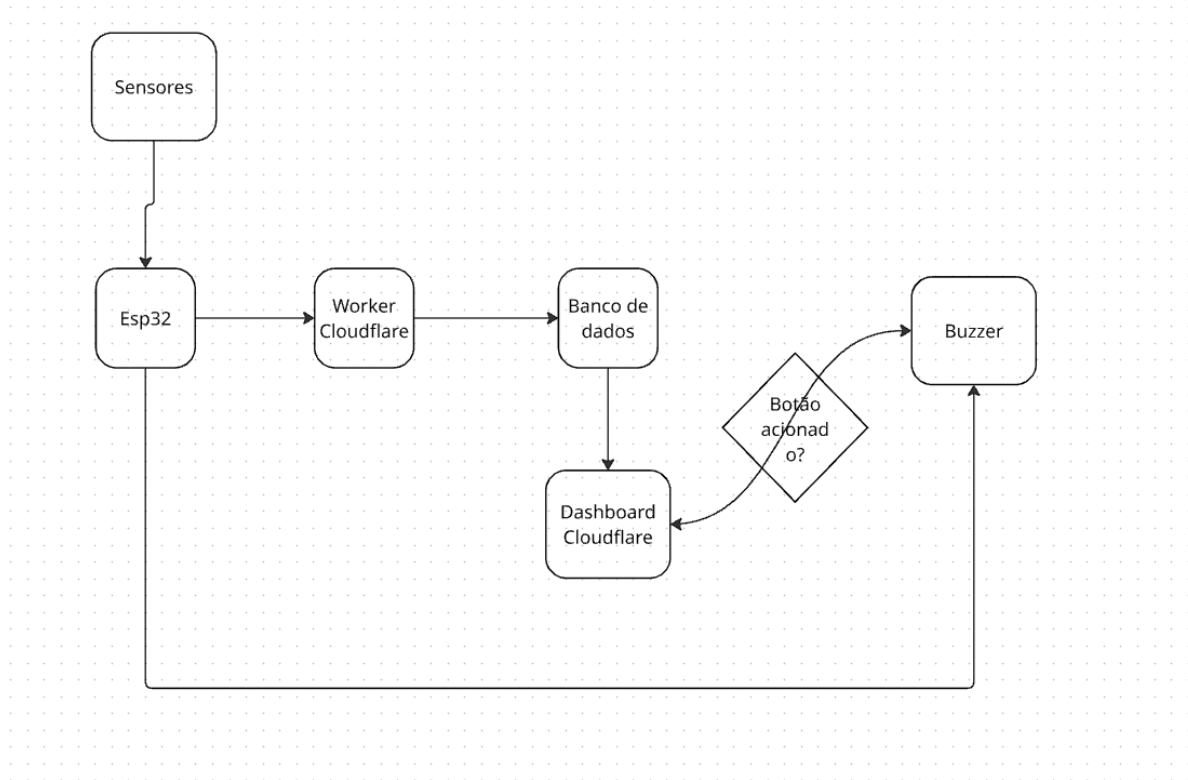 Sensores
Esp32
Worker
Cloudflare
Banco de
dados
Buzzer
Botão
acionad
o?
Dashboard
Cloudflare